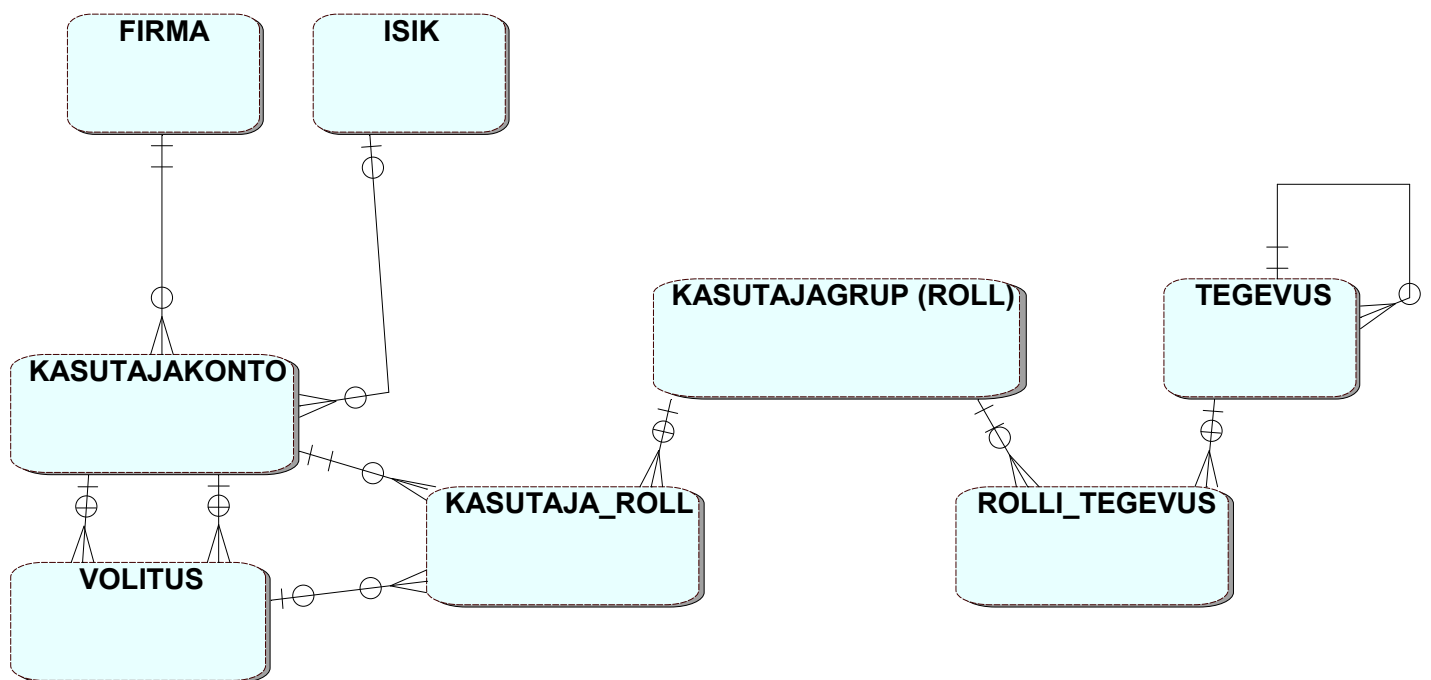 FIRMA
ISIK
KASUTAJAGRUP (ROLL)
TEGEVUS
KASUTAJAKONTO
KASUTAJA_ROLL
ROLLI_TEGEVUS
VOLITUS